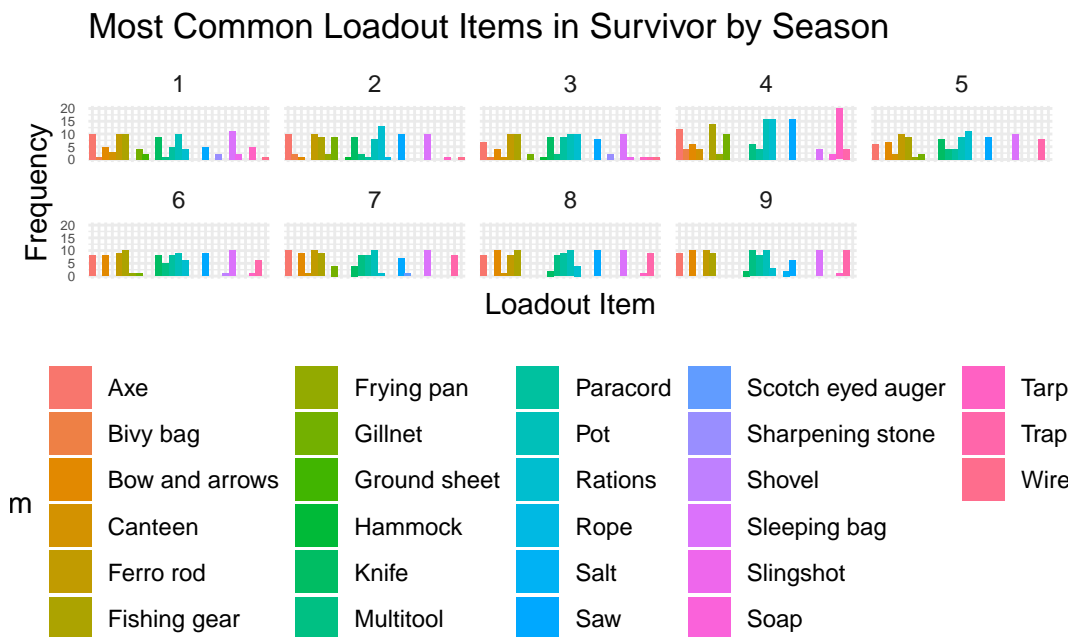 Most Common Loadout Items in Survivor by Season
1 2 3 4 5
20
15
10
5
0
6 7 8 9
20
15
10
5
0
Frequency
Loadout Item
m
Axe Frying pan Paracord Scotch eyed auger Tarp
Bivy bag Gillnet Pot Sharpening stone Trap
Bow and arrows Ground sheet Rations Shovel Wire
Canteen Hammock Rope Sleeping bag
Ferro rod Knife Salt Slingshot
Fishing gear Multitool Saw Soap